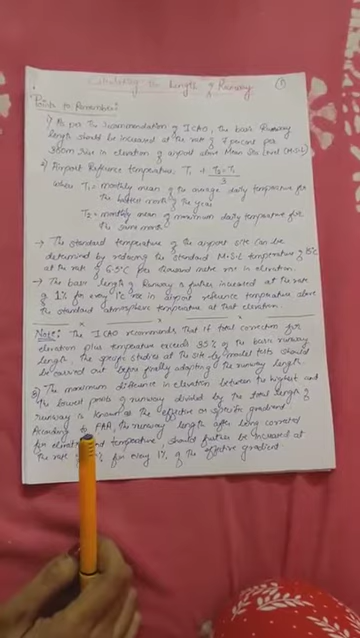 Calculating the Length of Runway
1
Points to Remember:
1) As per the recommendation of ICAO, the basic Runway
length should be increased at the rate of 7 percent per
300m rise in elevation of airport above Mean Sea Level (M.S.L)
2) Airport Reference temperature, T1 + T2-T1/3
where T1 = monthly mean of the average daily temperature for
the hottest month of the year
T2 = monthly mean of maximum daily temperature for
the same month
→ The standard temperature of the airport site can be
determined by reducing the standard M.S.L temperature of 15°C
at the rate of 6.5°C per thousand metre rise in elevation.
→ The basic length of Runway is further increased at the rate
of 1% for every 1°C rise in airport reference temperature above
the standard atmosphere temperature at that elevation.
Note: The ICAO recommends that if total correction for
elevation plus temperature exceeds 35% of the basic runway
length, the specific studies at the site by model tests should
be carried out before finally adopting the runway length.
3) The maximum difference in elevation between the highest and
the lowest points of runway divided by the total length of
runway is known as the effective or specific gradient
According to FAA, the runway length after being corrected
for elevation temperature, should further be increased at
the rate for every 1% of the effective gradient.